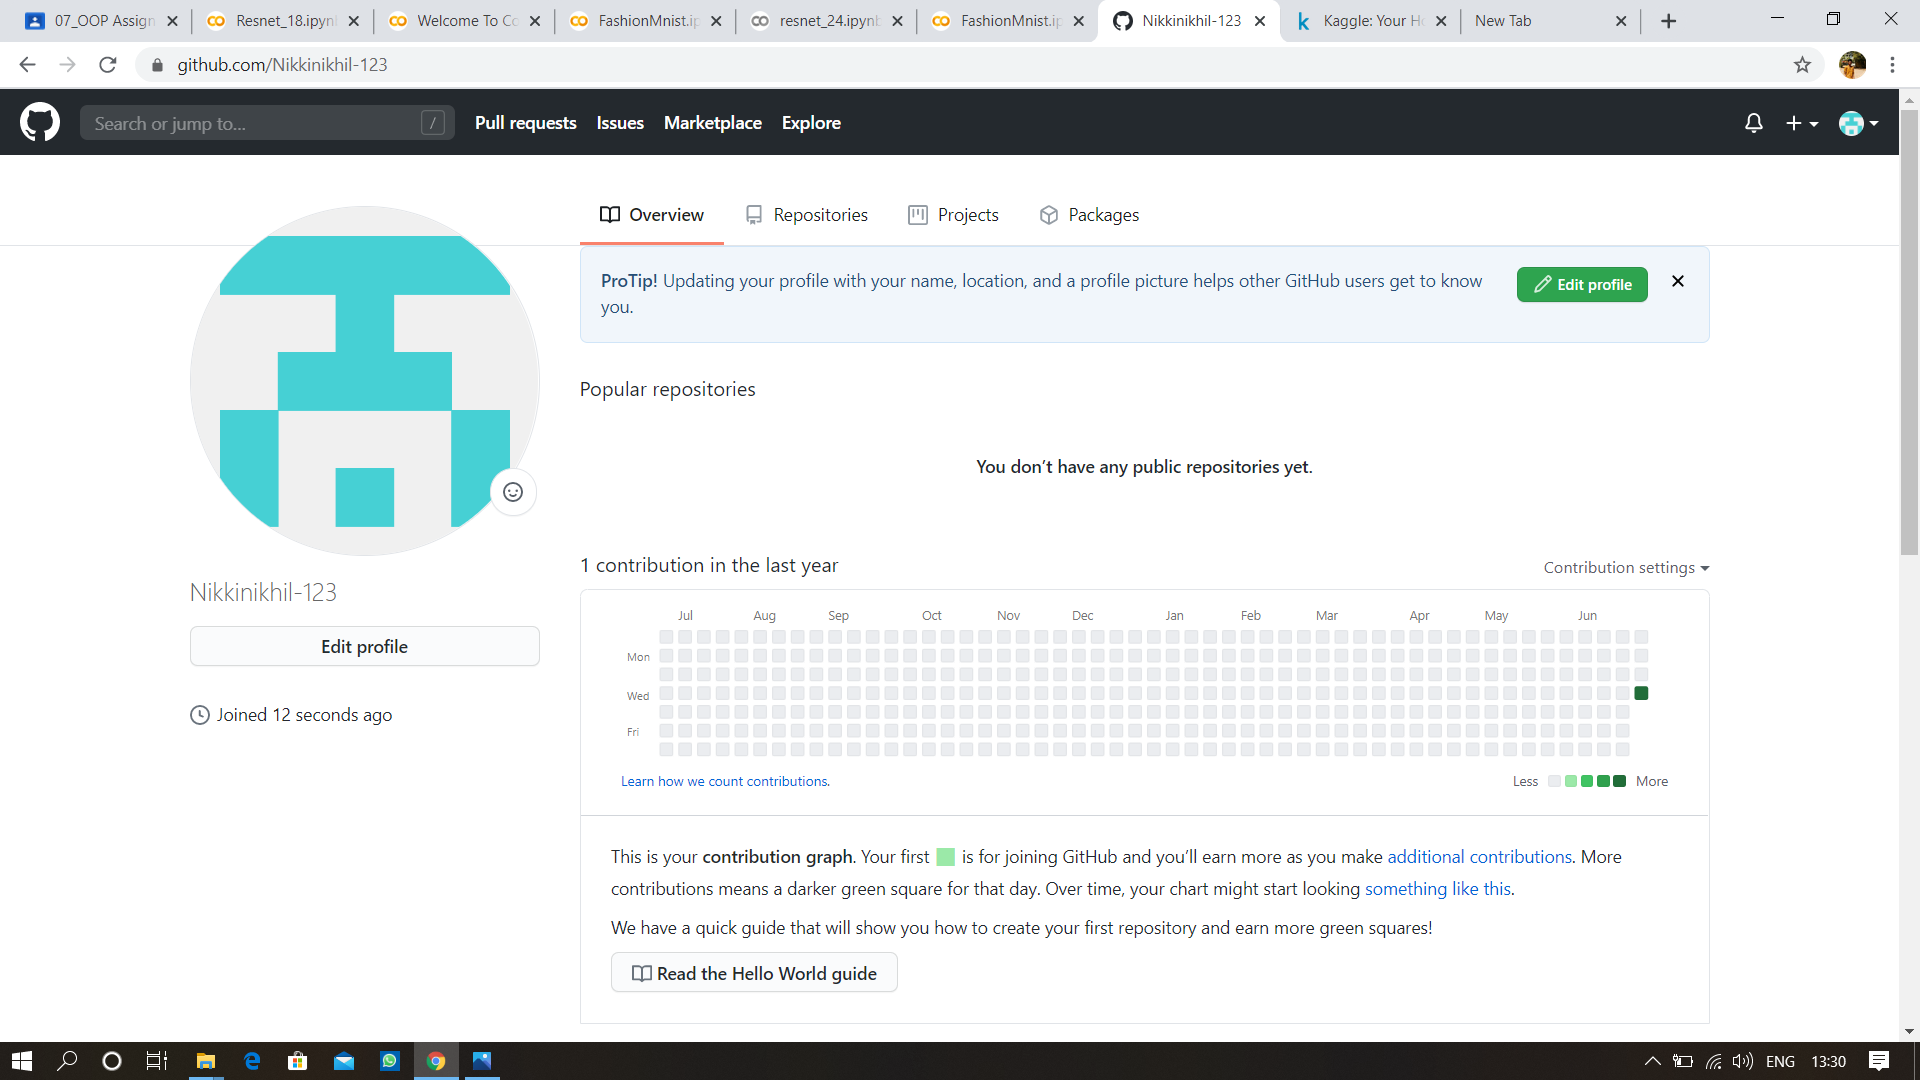 07_OOP Assign
Resnet_18.ipyn
Welcome To Co
FashionMnist.ip
resnet_24.ipynb
FashionMnist.ip
Nikkinikhil-123
Kaggle: Your Ho
New Tab
github.com/Nikkinikhil-123
Search or jump to...
/
Pull requests
Issues
Marketplace
Explore
Overview
Repositories
Projects
Packages
ProTip! Updating your profile with your name, location, and a profile picture helps other GitHub users get to know
you.
Edit profile
Popular repositories
You don’t have any public repositories yet.
Nikkinikhil-123
Edit profile
Joined 12 seconds ago
1 contribution in the last year
Contribution settings
Jul Aug Sep Oct Nov Dec Jan Feb Mar Apr May Jun
Mon
Wed
Fri
Learn how we count contributions.
Less
More
This is your contribution graph. Your first is for joining GitHub and you’ll earn more as you make additional contributions. More
contributions means a darker green square for that day. Over time, your chart might start looking something like this.
We have a quick guide that will show you how to create your first repository and earn more green squares!
Read the Hello World guide
ENG
13:30